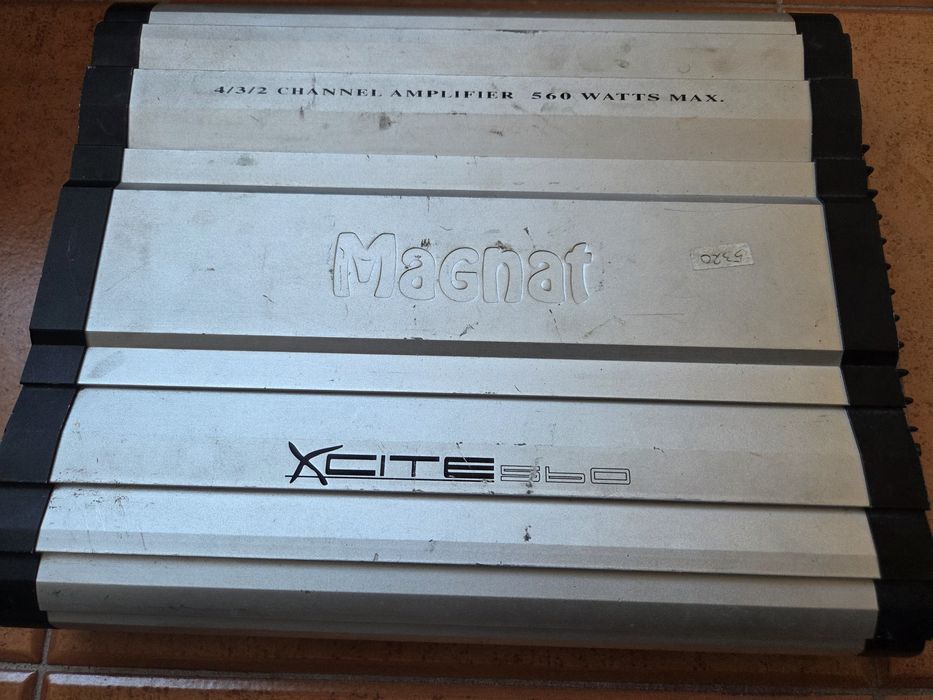 4/3/2 CHANNEL AMPLIFIER 560 WATTS MAX.
Magnat
5320
XCITE 560